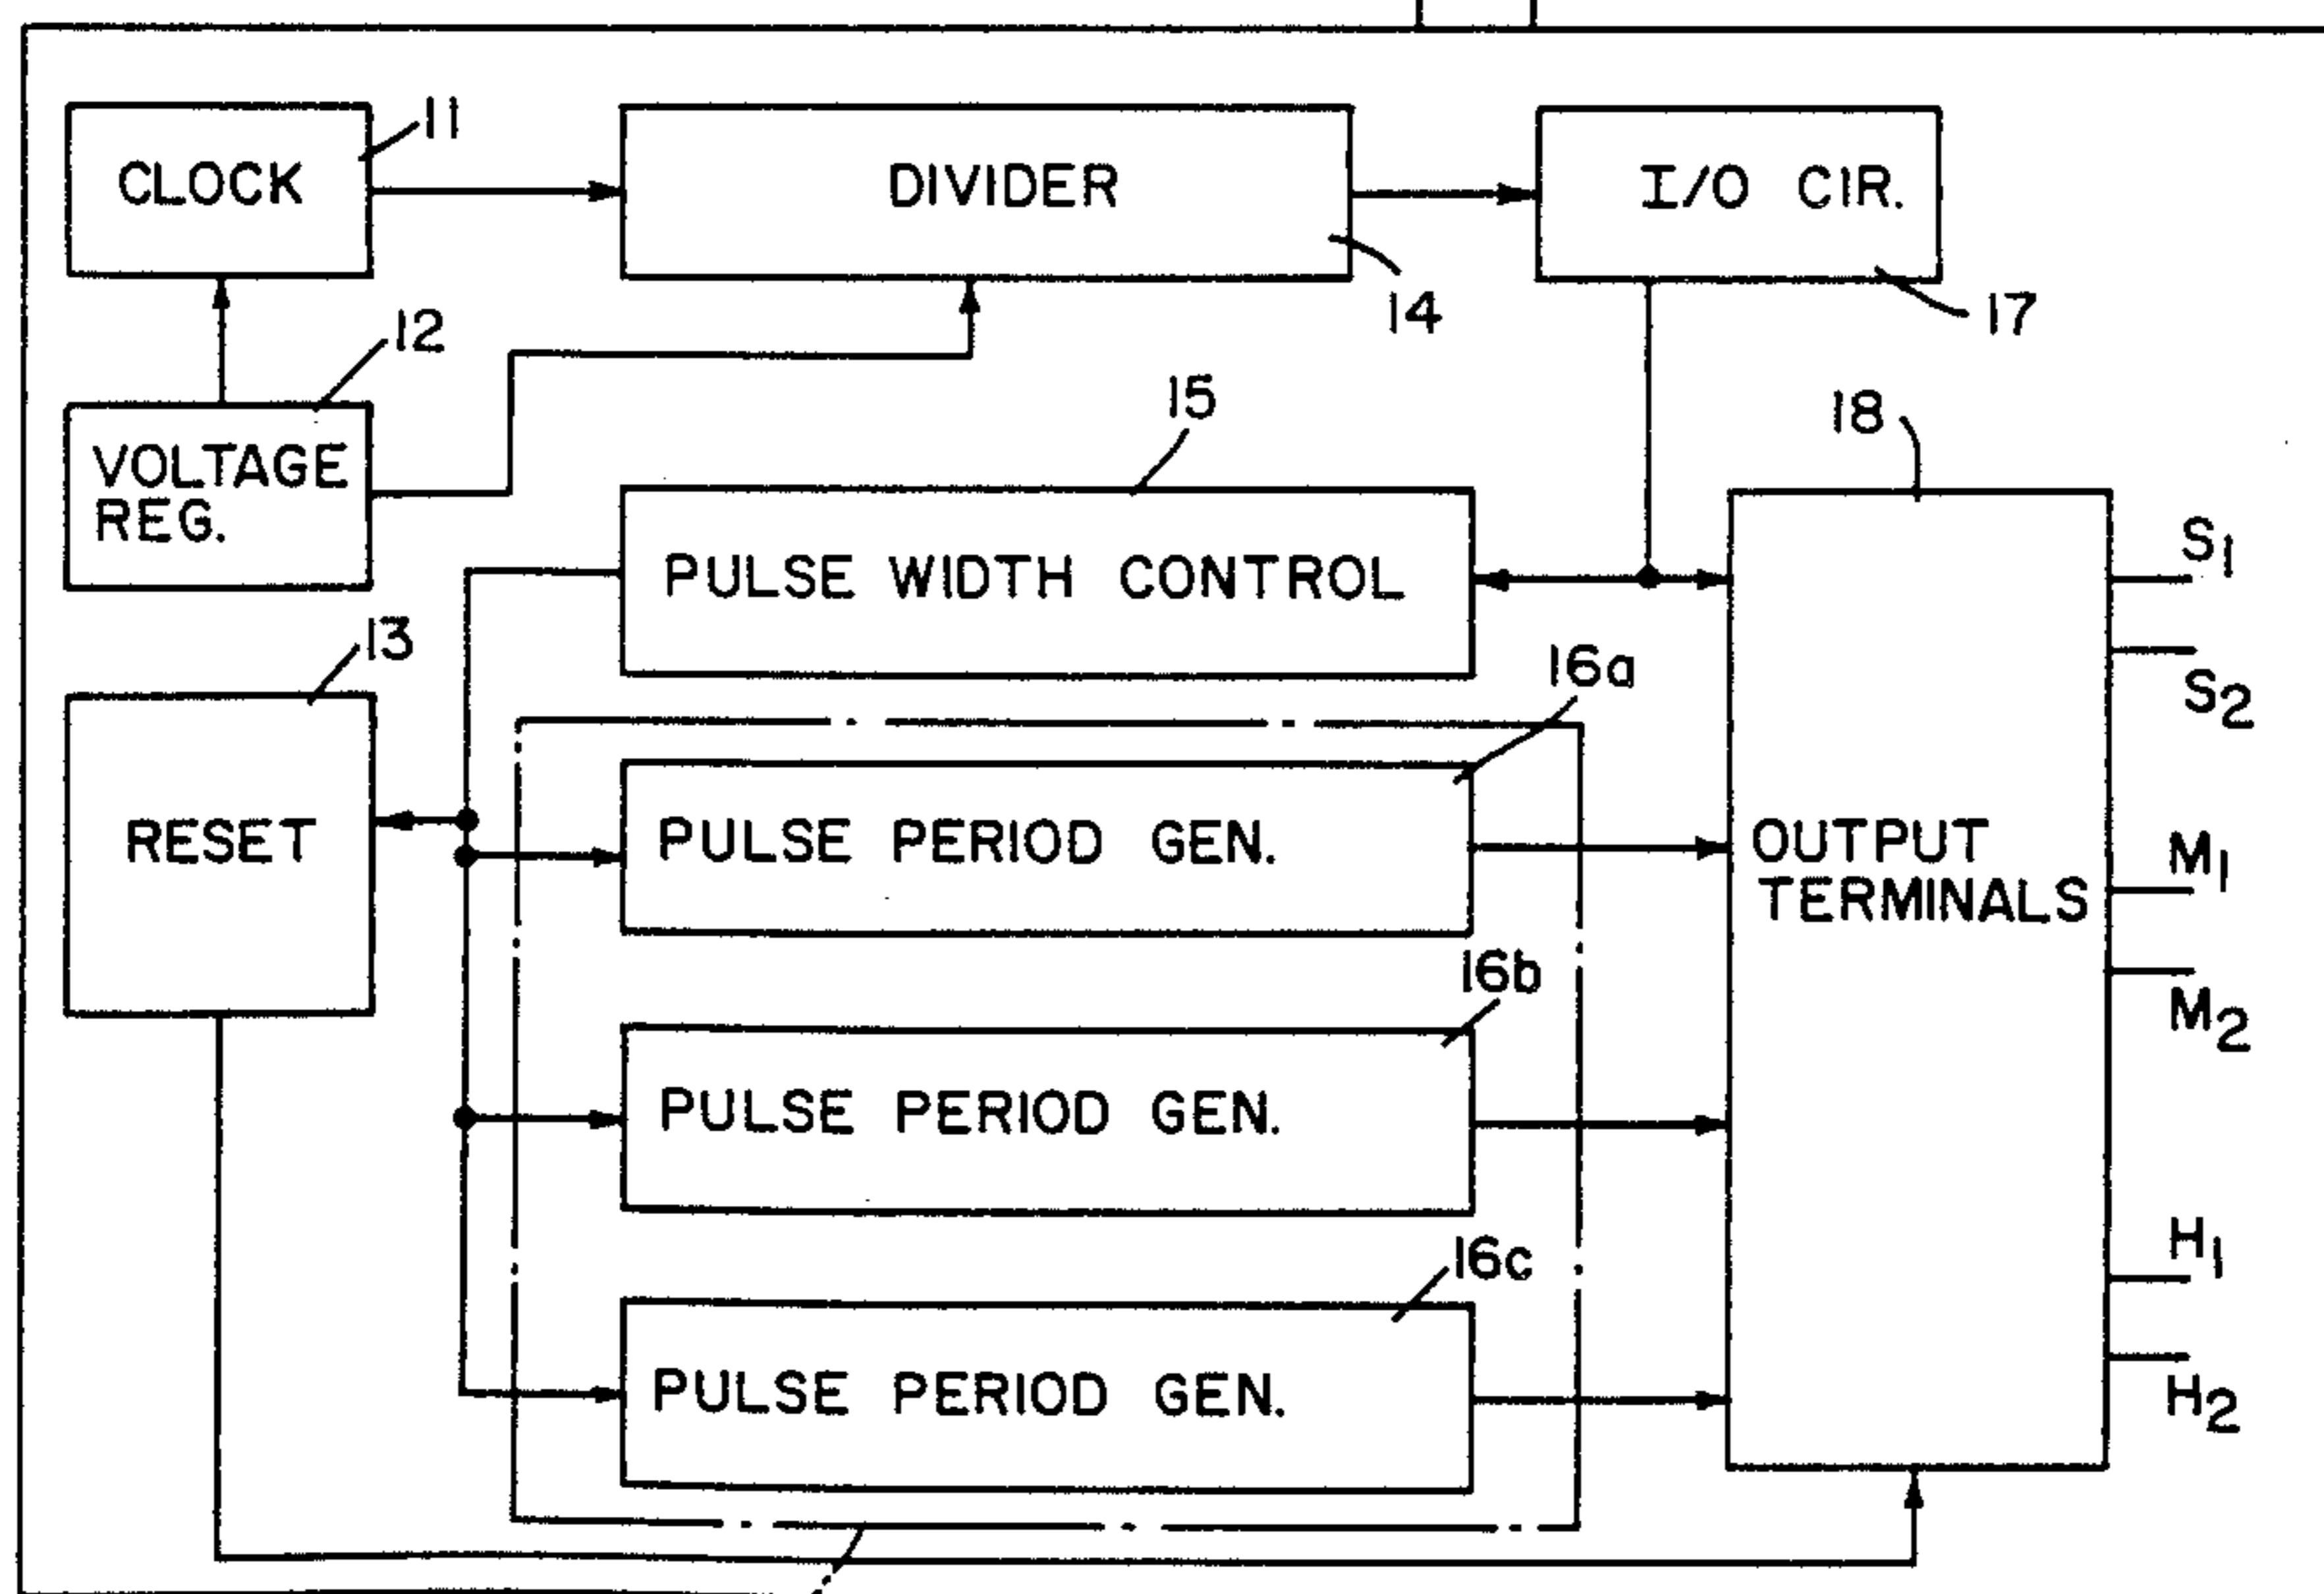 11
CLOCK
DIVIDER
I/O CIR.
14
17
12
VOLTAGE
REG.
15
18
PULSE WIDTH CONTROL
S1
S2
13
16a
RESET
PULSE PERIOD GEN.
OUTPUT
TERMINALS
M1
M2
16b
PULSE PERIOD GEN.
16c
H1
PULSE PERIOD GEN.
H2